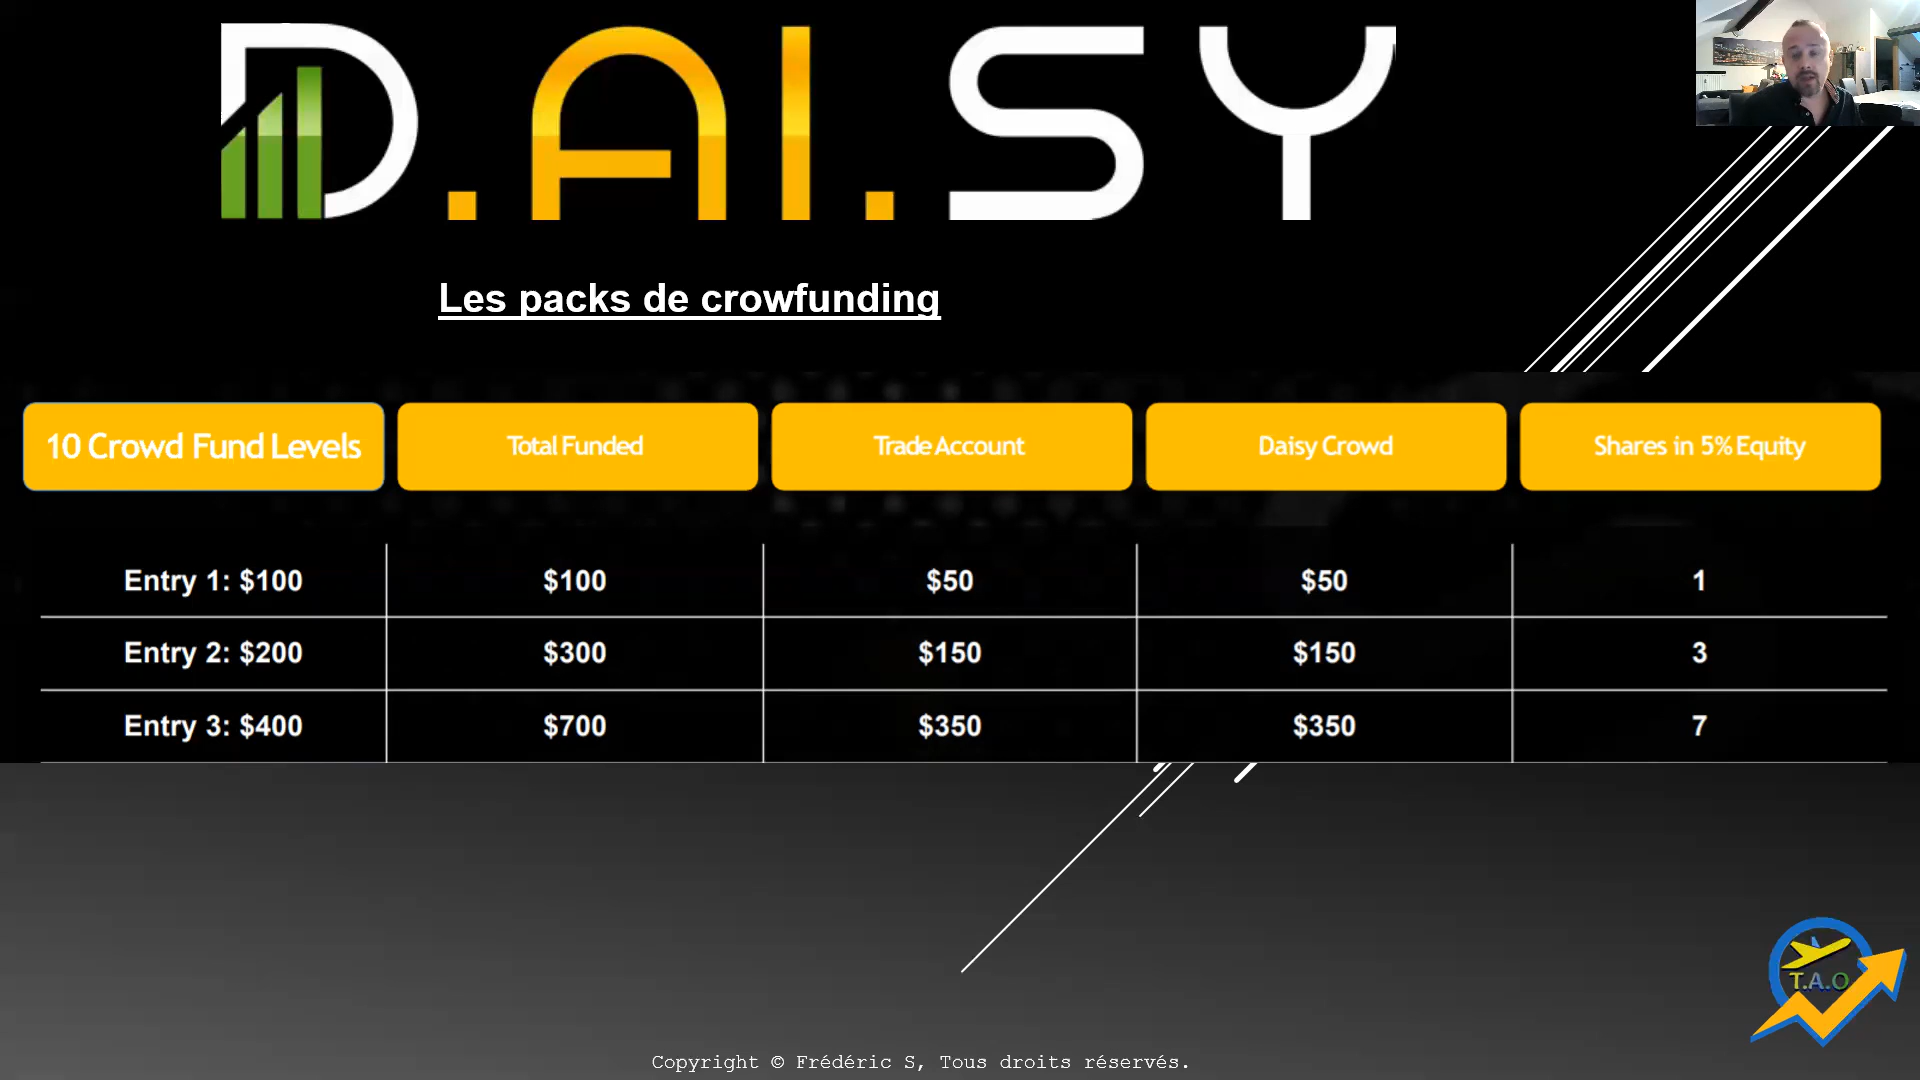 D.AI.SY
Les packs de crowfunding
10 Crowd Fund Levels
Total Funded
Trade Account
Daisy Crowd
Shares in 5% Equity
Entry 1: $100
$100
$50
$50
1
Entry 2: $200
$300
$150
$150
3
Entry 3: $400
$700
$350
$350
7
T.A.O
Copyright © Frédéric S, Tous droits réservés.